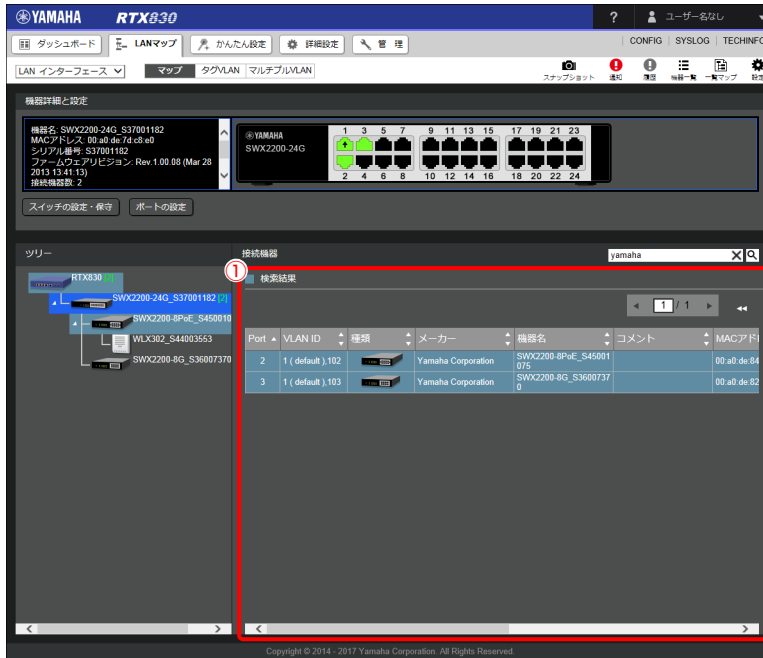 YAMAHA RTX830 ? ユーザー名なし
ダッシュボード LANマップ かんたん設定 詳細設定 管 理 CONFIG SYSLOG TECHINFO
LAN インターフェース マップ タグVLAN マルチプルVLAN スナップショット 通知 履歴 機器一覧 一覧マップ 設定
機器詳細と設定
機器名: SWX2200-24G_S37001182
MACアドレス: 00:a0:de:7d:c8:e0
シリアル番号: S37001182
ファームウェアリビジョン: Rev.1.00.08 (Mar 28
2013 13:41:13)
接続機器数: 2
YAMAHA
SWX2200-24G
1 3 5 7 9 11 13 15 17 19 21 23
2 4 6 8 10 12 14 16 18 20 22 24
スイッチの設定・保守 ポートの設定
ツリー
RTX830 [2]
SWX2200-24G_S37001182 [2]
SWX2200-8PoE_S450010
WLX302_S44003553
SWX2200-8G_S36007370
接続機器 yamaha
①
検索結果
1 / 1
Port VLAN ID 種類 メーカー 機器名 コメント MACアド
2 1 ( default ),102 Yamaha Corporation SWX2200-8PoE_S45001
075 00:a0:de:84
3 1 ( default ),103 Yamaha Corporation SWX2200-8G_S3600737
0 00:a0:de:82
Copyright © 2014 - 2017 Yamaha Corporation. All Rights Reserved.